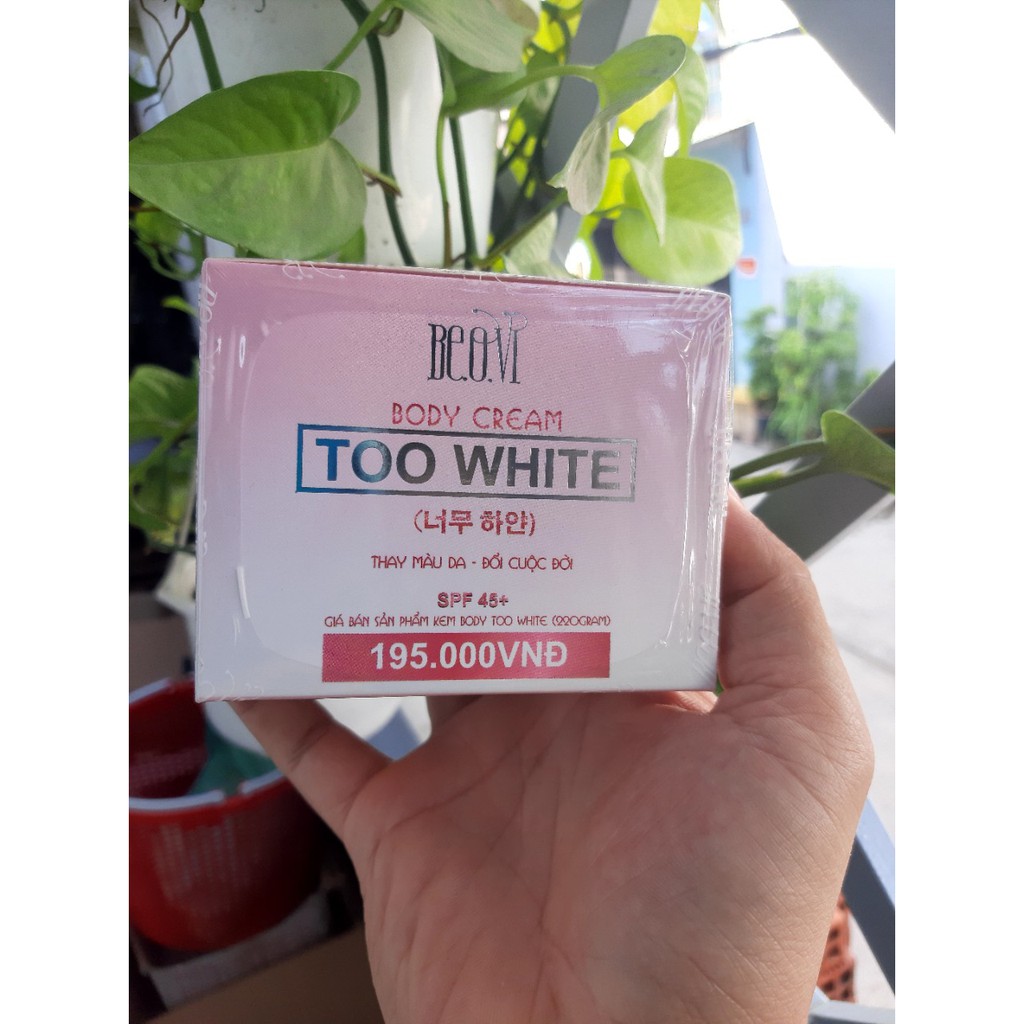 BE.O.VI
BODY CREAM
TOO WHITE
(너무 하얀)
THAY MÀU DA - ĐỔI CUỘC ĐỜI
SPF 45+
GIÁ BÁN SẢN PHẨM KEM BODY TOO WHITE (220GRAM)
195.000VNĐ